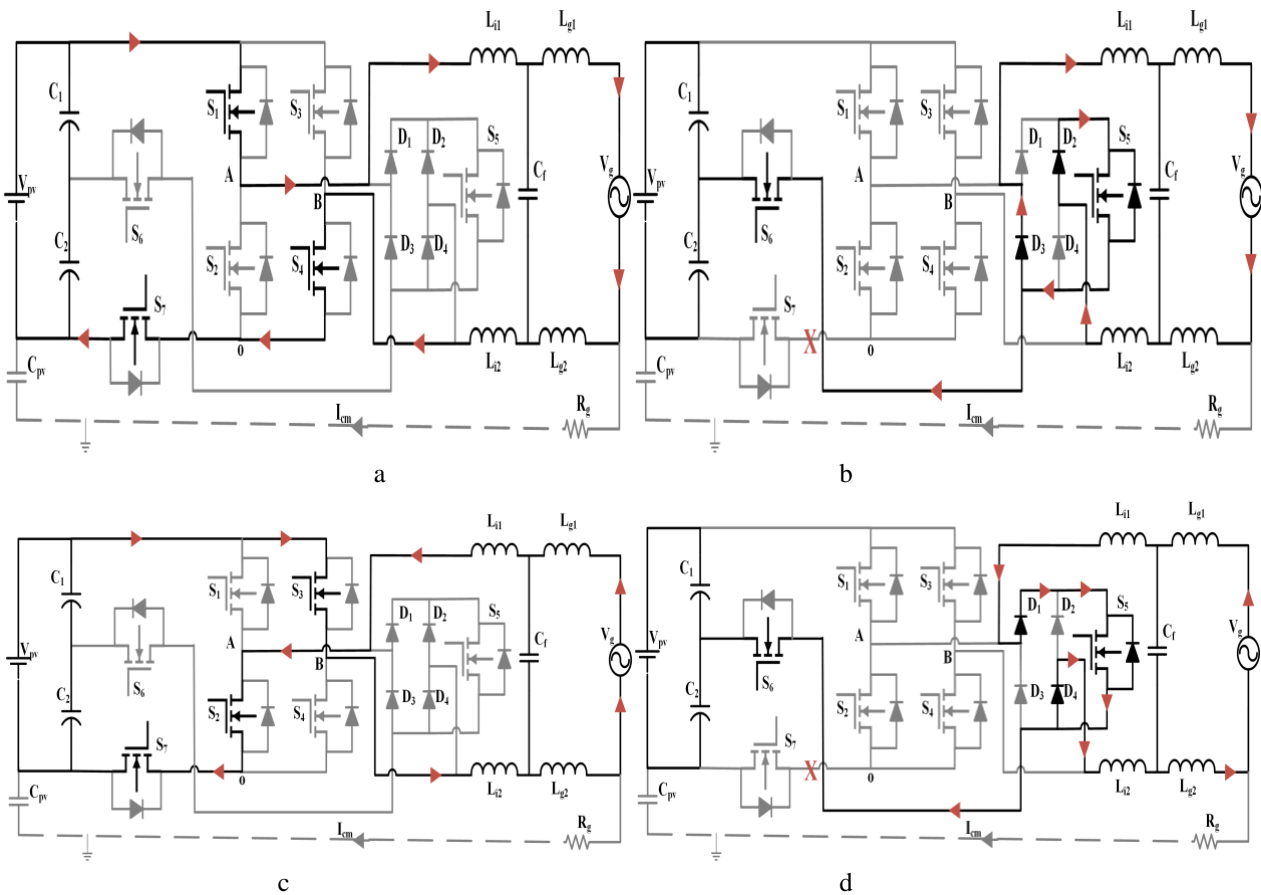 Li1 Lg1
C1 S1 S3
D1 D2 S5
Vpv A Cf Vg
B
C2 S6 S2 S4 D3 D4
S7
0
Cpv Li2 Lg2
Icm Rg
a
Li1 Lg1
C1 S1 S3
D1 D2 S5
Vpv A Cf Vg
B
C2 S6 S2 S4 D3 D4
S7
X
0
Cpv Li2 Lg2
Icm Rg
b
Li1 Lg1
C1 S1 S3
D1 D2 S5
Vpv A Cf Vg
B
C2 S6 S2 S4 D3 D4
S7
0
Cpv Li2 Lg2
Icm Rg
c
Li1 Lg1
C1 S1 S3
D1 D2 S5
Vpv A Cf Vg
B
C2 S6 S2 S4 D3 D4
S7
X
0
Cpv Li2 Lg2
Icm Rg
d